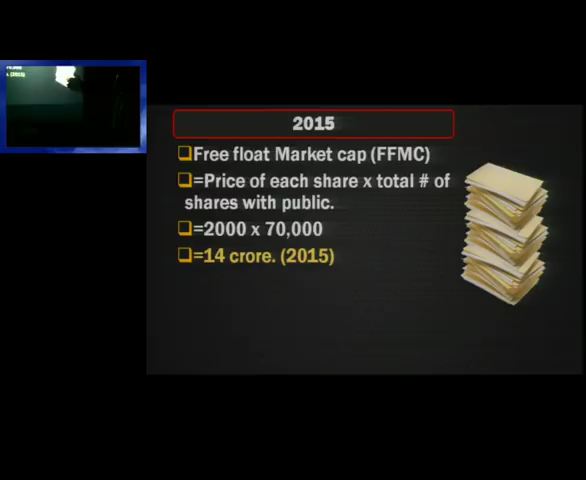 2015
Free float Market cap (FFMC)
=Price of each share x total # of
shares with public.
=2000 x 70,000
=14 crore. (2015)